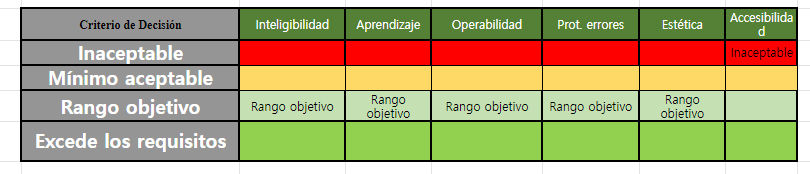 Criterio de Decisión Inteligibilidad Aprendizaje Operabilidad Prot. errores Estética Accesibilida
d
Inaceptable Inaceptable
Mínimo aceptable
Rango objetivo Rango objetivo Rango
objetivo Rango objetivo Rango objetivo Rango
objetivo
Excede los requisitos